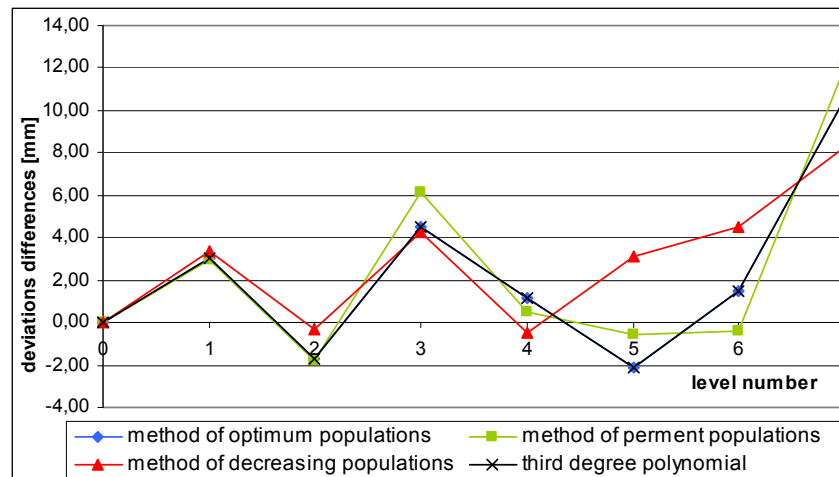 14,00
12,00
10,00
8,00
6,00
4,00
2,00
0,00
-2,00
-4,00
deviations differences [mm]
0 1 2 3 4 5 6
level number
method of optimum populations
method of perment populations
method of decreasing populations
third degree polynomial